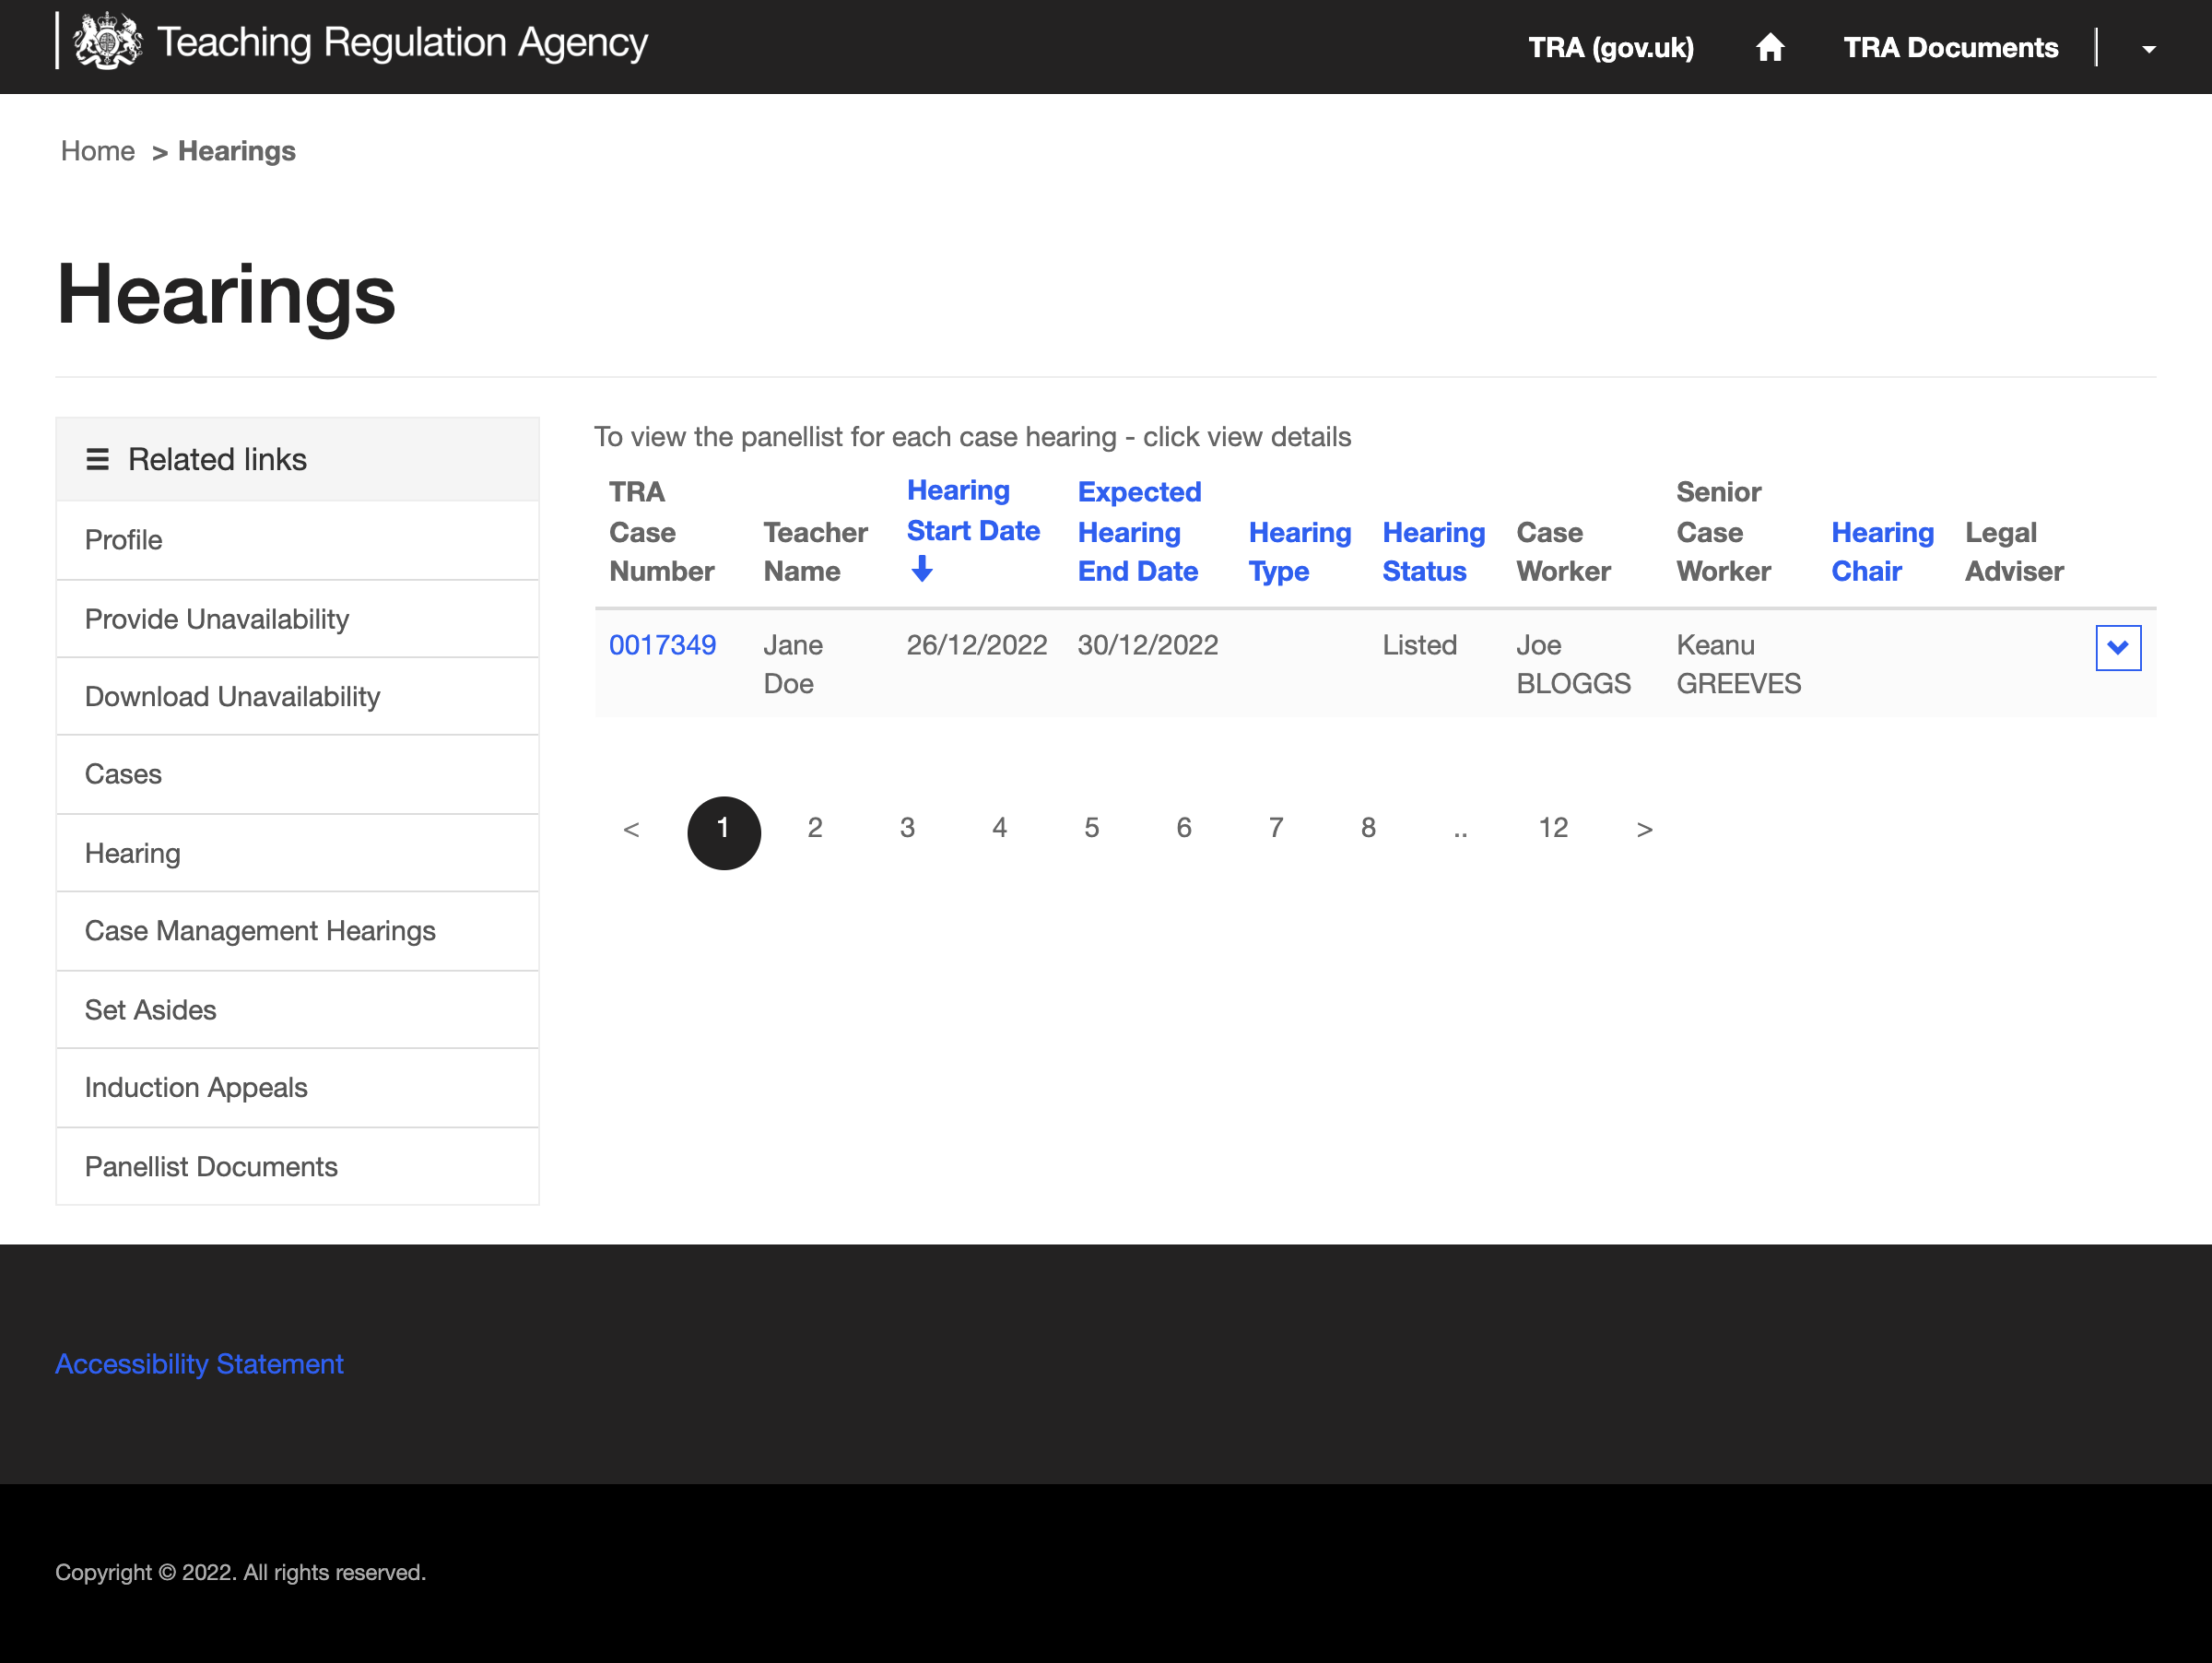 Teaching Regulation Agency
TRA (gov.uk)
TRA Documents
Home > Hearings
Hearings
Related links
Profile
Provide Unavailability
Download Unavailability
Cases
Hearing
Case Management Hearings
Set Asides
Induction Appeals
Panellist Documents
To view the panellist for each case hearing - click view details
TRA Case Number
Teacher Name
Hearing Start Date
Expected Hearing End Date
Hearing Type
Hearing Status
Case Worker
Senior Case Worker
Hearing Chair
Legal Adviser
0017349
Jane Doe
26/12/2022
30/12/2022
Listed
Joe BLOGGS
Keanu GREEVES
< 1 2 3 4 5 6 7 8 .. 12 >
Accessibility Statement
Copyright © 2022. All rights reserved.